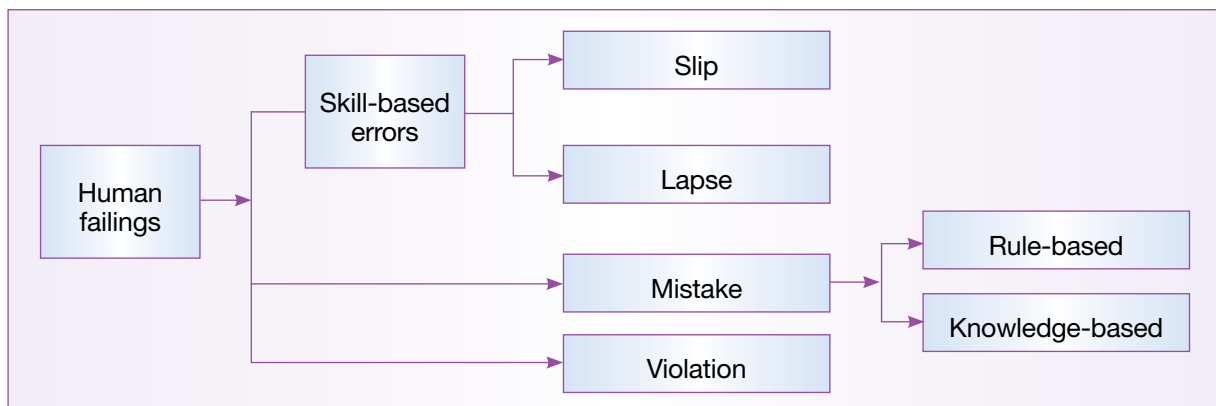 Human
failings
Skill-based
errors
Slip
Lapse
Mistake
Violation
Rule-based
Knowledge-based